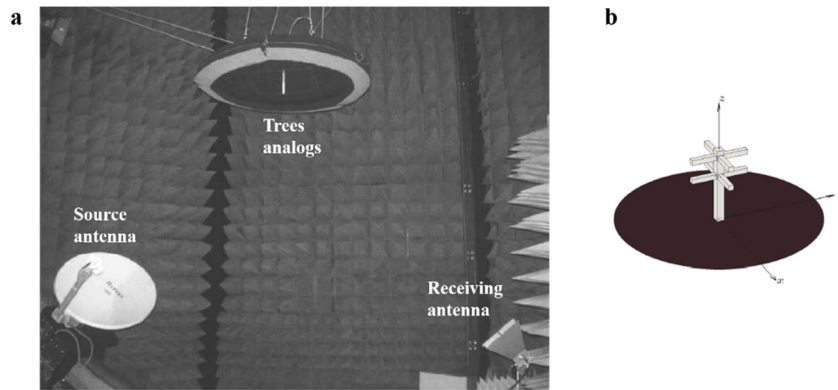 a
b
Trees
analogs
Source
antenna
Receiving
antenna
z
x